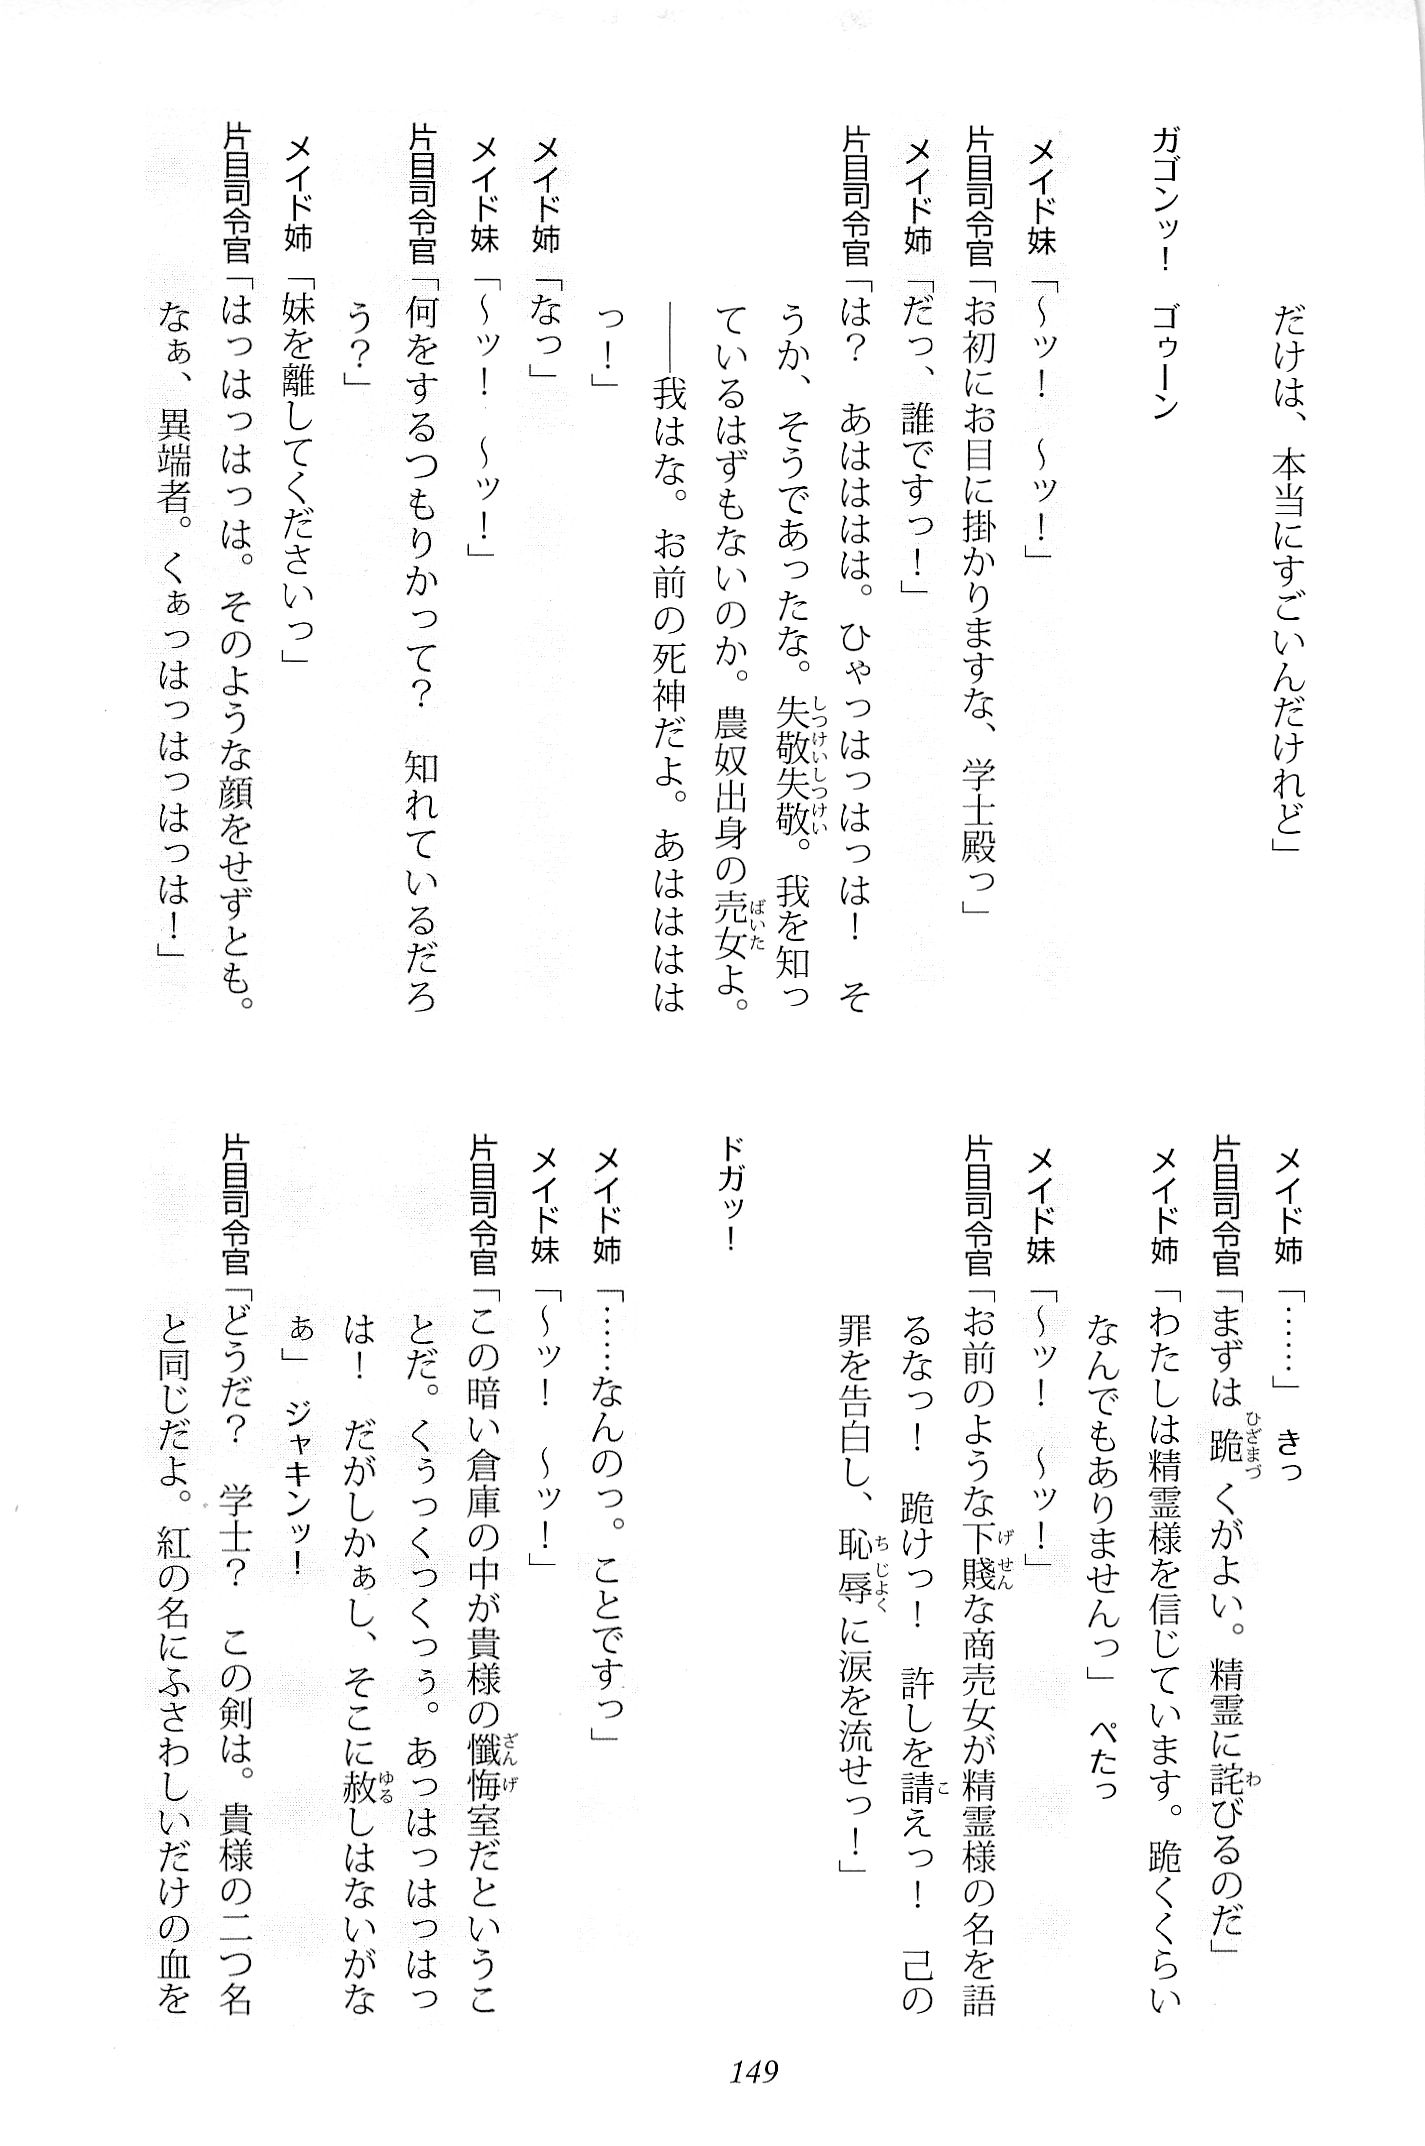 だけは、本当にすごいんだけれど」
ガゴンッ！　ゴゥーン
メイド妹「～ッ！　～ッ！」
片目司令官「お初にお目に掛かりますな、学士殿っ」
メイド姉「だっ、誰ですっ！」
片目司令官「は？　あはははは。ひゃっはっはっは！　そ
うか、そうであったな。失敬失敬。我を知っ
ているはずもないのか。農奴出身の売女よ。
――我はな。お前の死神だよ。あはははは
っ！」
メイド姉「なっ」
メイド妹「～ッ！　～ッ！」
片目司令官「何をするつもりかって？　知れているだろ
う？」
メイド姉「妹を離してくださいっ」
片目司令官「はっはっはっは。そのような顔をせずとも。
なぁ、異端者。くぁっはっはっはっは！」
メイド姉「……」　きっ
片目司令官「まずは跪くがよい。精霊に詫びるのだ」
メイド姉「わたしは精霊様を信じています。跪くくらい
なんでもありませんっ」　ぺたっ
メイド妹「～ッ！　～ッ！」
片目司令官「お前のような下賤な商売女が精霊様の名を語
るなっ！　跪けっ！　許しを請えっ！　己の
罪を告白し、恥辱に涙を流せっ！」
ドガッ！
メイド姉「……なんのっ。ことですっ」
メイド妹「～ッ！　～ッ！」
片目司令官「この暗い倉庫の中が貴様の懺悔室だというこ
とだ。くぅっくっくっぅ。あっはっはっはっ
は！　だがしかぁし、そこに赦しはないがな
ぁ」　ジャキンッ！
片目司令官「どうだ？　学士？　この剣は。貴様の二つ名
と同じだよ。紅の名にふさわしいだけの血を
149